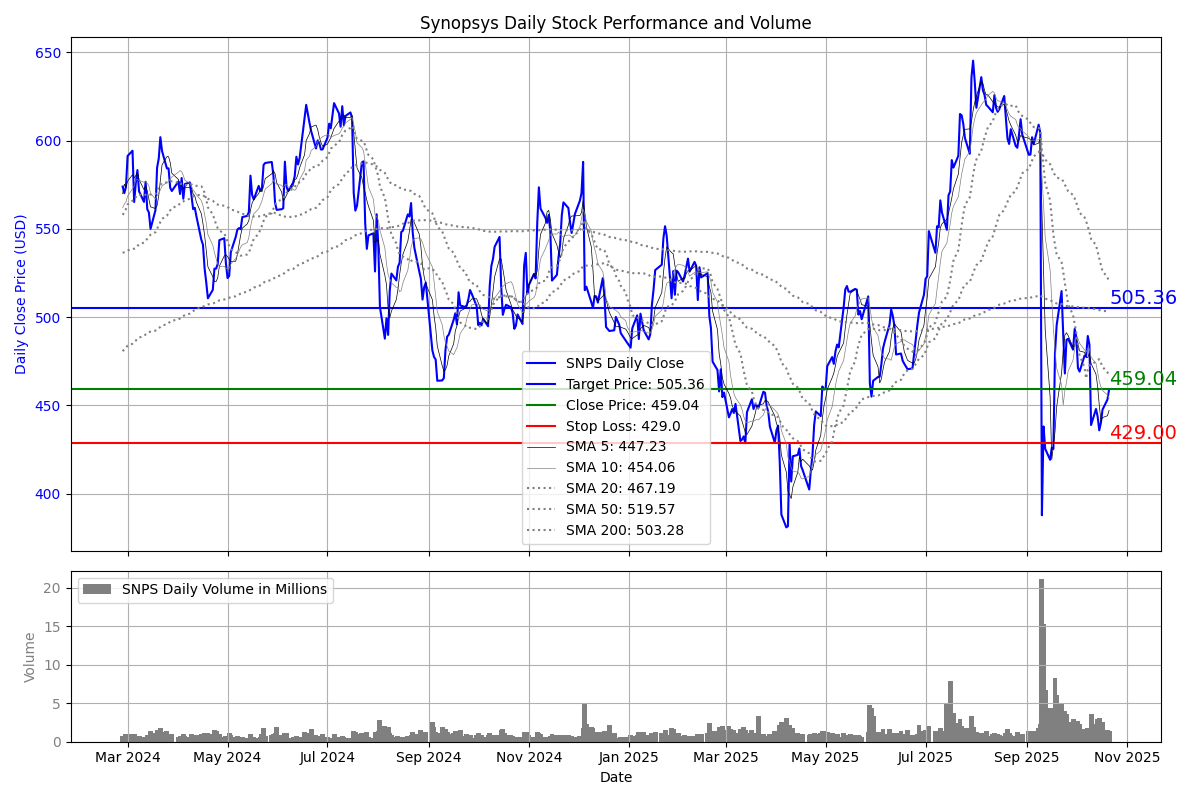 Synopsys Daily Stock Performance and Volume
Daily Close Price (USD)
650
600
550
500
450
400
505.36
459.04
429.00
SNPS Daily Close
Target Price: 505.36
Close Price: 459.04
Stop Loss: 429.0
SMA 5: 447.23
SMA 10: 454.06
SMA 20: 467.19
SMA 50: 519.57
SMA 200: 503.28
SNPS Daily Volume in Millions
Volume
20
15
10
5
0
Mar 2024 May 2024 Jul 2024 Sep 2024 Nov 2024 Jan 2025 Mar 2025 May 2025 Jul 2025 Sep 2025 Nov 2025
Date